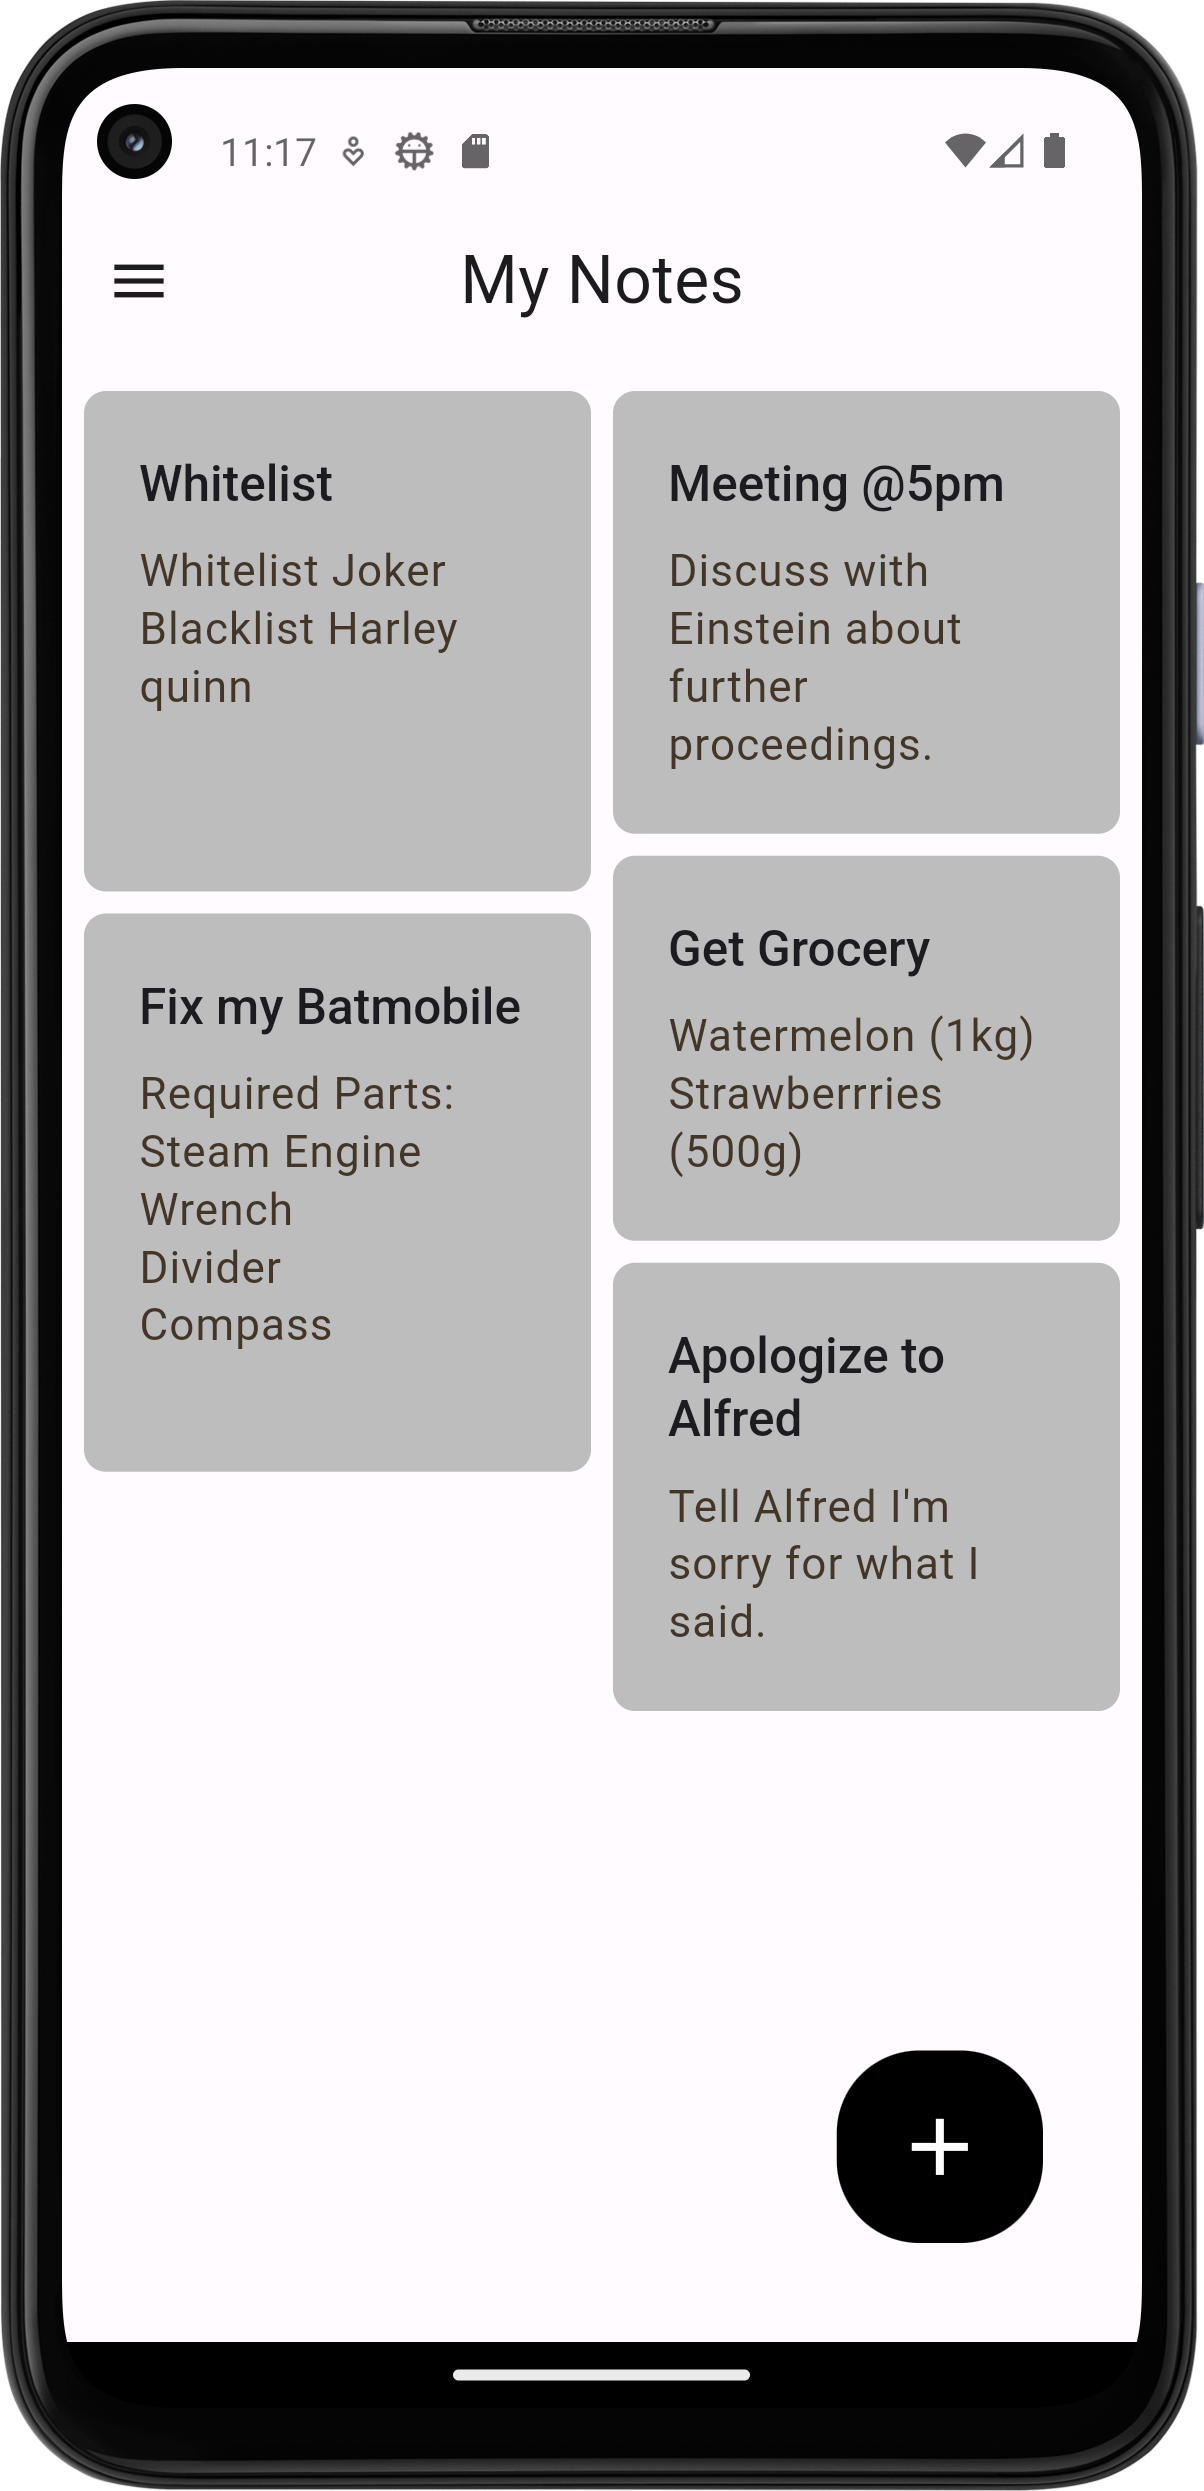 11:17
My Notes
Whitelist
Whitelist Joker
Blacklist Harley
quinn
Meeting @5pm
Discuss with
Einstein about
further
proceedings.
Fix my Batmobile
Required Parts:
Steam Engine
Wrench
Divider
Compass
Get Grocery
Watermelon (1kg)
Strawberrries
(500g)
Apologize to
Alfred
Tell Alfred I'm
sorry for what I
said.